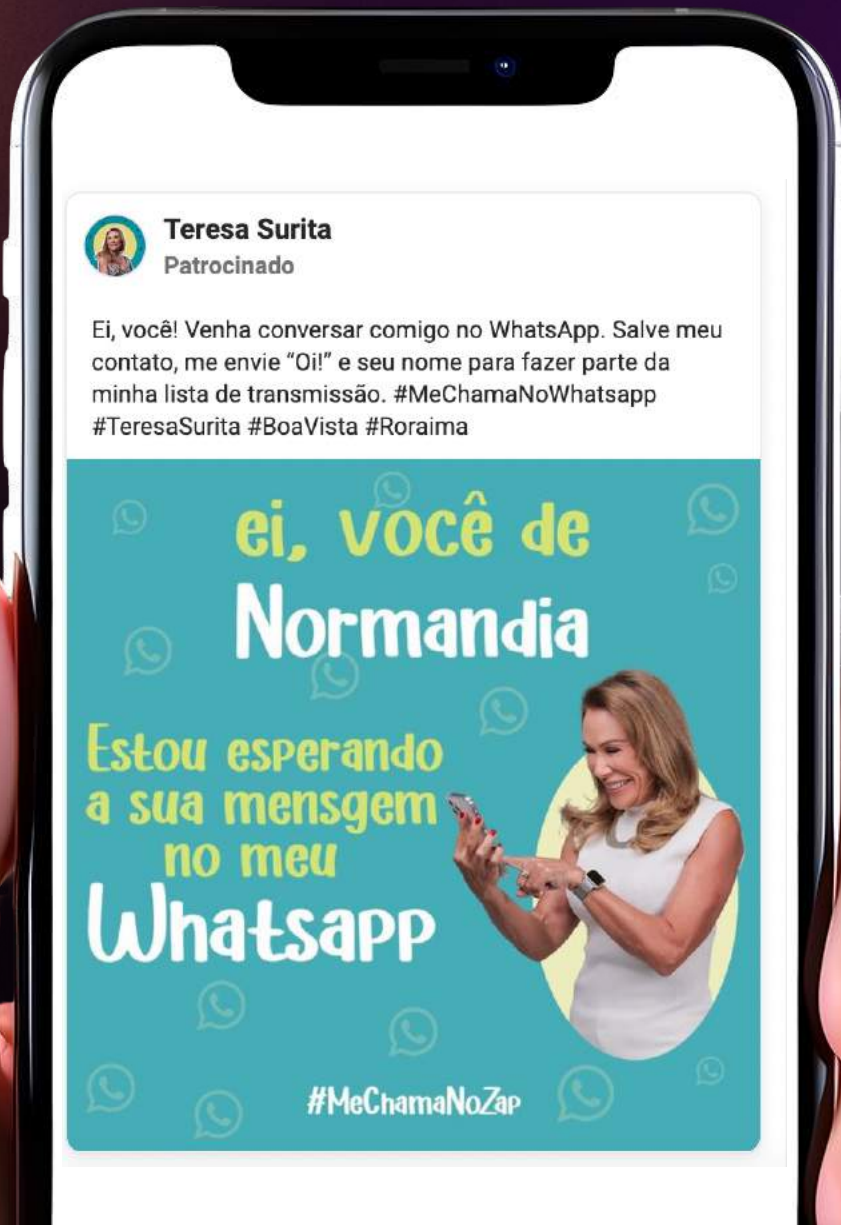 Teresa Surita
Patrocinado
Ei, você! Venha conversar comigo no WhatsApp. Salve meu
contato, me envie “Oi!” e seu nome para fazer parte da
minha lista de transmissão. #MeChamaNoWhatsapp
#TeresaSurita #BoaVista #Roraima
ei, você de
Normandia
Estou esperando
a sua mensgem
no meu
Whatsapp
#MeChamaNoZap